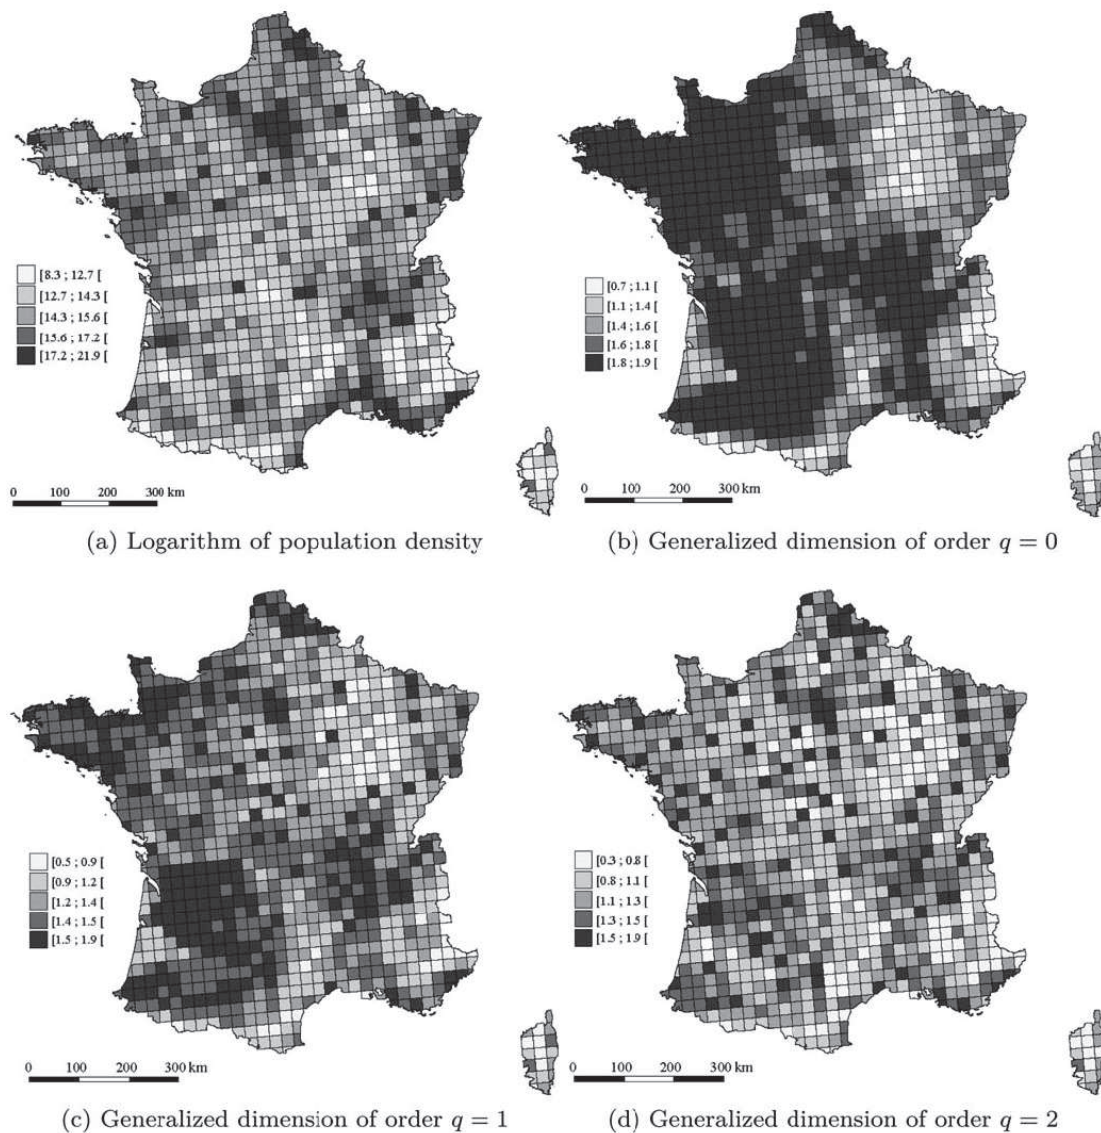 [8.3 ; 12.7 [
[12.7 ; 14.3 [
[14.3 ; 15.6 [
[15.6 ; 17.2 [
[17.2 ; 21.9 [
0 100 200 300 km
(a) Logarithm of population density
[0.7 ; 1.1 [
[1.1 ; 1.4 [
[1.4 ; 1.6 [
[1.6 ; 1.8 [
[1.8 ; 1.9 [
0 100 200 300 km
(b) Generalized dimension of order q = 0
[0.5 ; 0.9 [
[0.9 ; 1.2 [
[1.2 ; 1.4 [
[1.4 ; 1.5 [
[1.5 ; 1.9 [
0 100 200 300 km
(c) Generalized dimension of order q = 1
[0.3 ; 0.8 [
[0.8 ; 1.1 [
[1.1 ; 1.3 [
[1.3 ; 1.5 [
[1.5 ; 1.9 [
0 100 200 300 km
(d) Generalized dimension of order q = 2